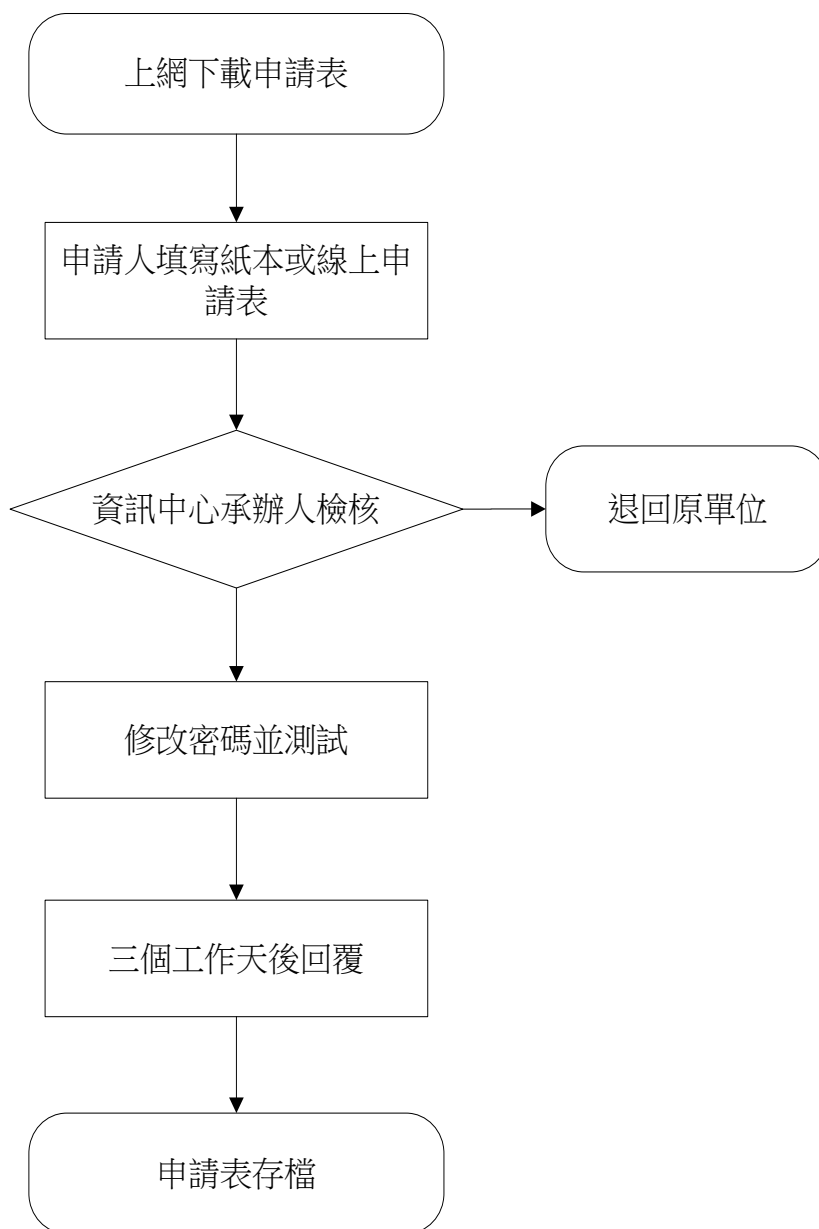 上網下載申請表
申請人填寫紙本或線上申
請表
資訊中心承辦人檢核
退回原單位
修改密碼並測試
三個工作天後回覆
申請表存檔